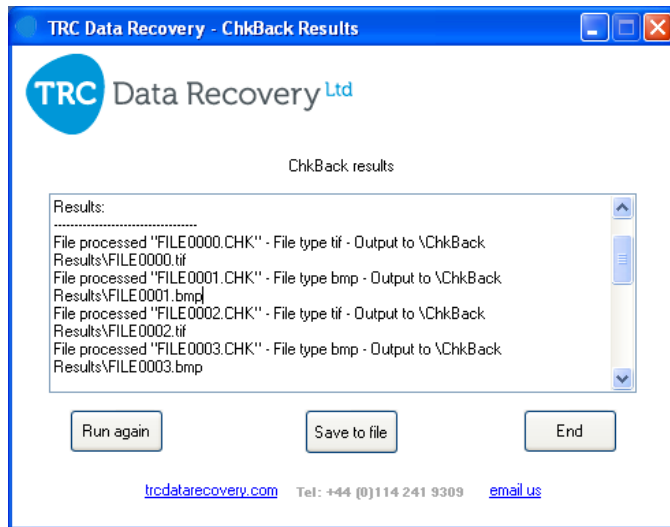 TRC Data Recovery - ChkBack Results
TRC Data Recovery Ltd
ChkBack results
Results:
-----------------------------------
File processed "FILE0000.CHK" - File type tif - Output to \ChkBack
Results\FILE0000.tif
File processed "FILE0001.CHK" - File type bmp - Output to \ChkBack
Results\FILE0001.bmp
File processed "FILE0002.CHK" - File type tif - Output to \ChkBack
Results\FILE0002.tif
File processed "FILE0003.CHK" - File type bmp - Output to \ChkBack
Results\FILE0003.bmp
Run again Save to file End
trcdatarecovery.com Tel: +44 (0)114 241 9309 email us